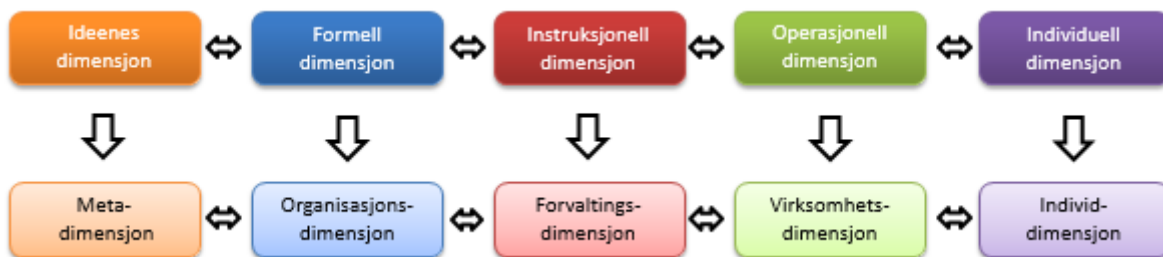 Ideenes
dimensjon
Formell
dimensjon
Instruksjonell
dimensjon
Operasjonell
dimensjon
Individuell
dimensjon
Meta-
dimensjon
Organisasjons-
dimensjon
Forvaltings-
dimensjon
Virksomhets-
dimensjon
Individ-
dimensjon